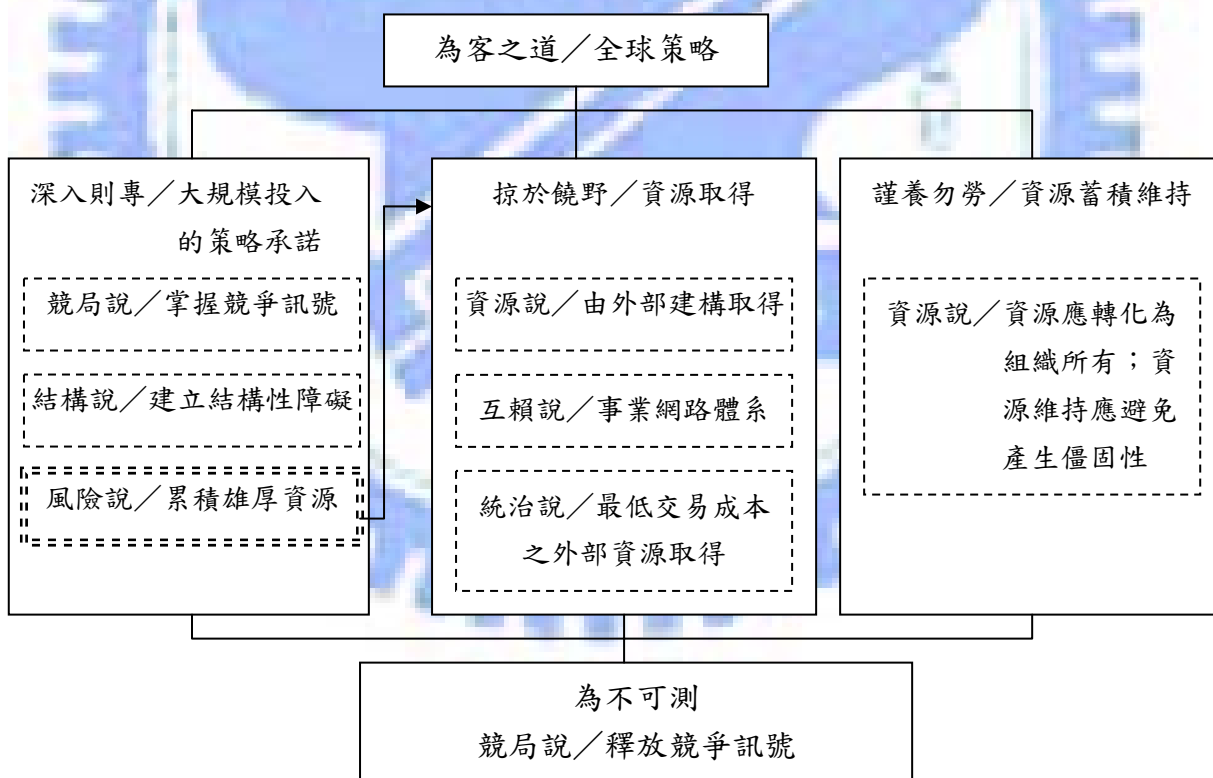 為客之道／全球策略
深入則專／大規模投入
的策略承諾
競局說／掌握競爭訊號
結構說／建立結構性障礙
風險說／累積雄厚資源
掠於饒野／資源取得
資源說／由外部建構取得
互賴說／事業網路體系
統治說／最低交易成本
之外部資源取得
謹養勿勞／資源蓄積維持
資源說／資源應轉化為
組織所有；資
源維持應避免
產生僵固性
為不可測
競局說／釋放競爭訊號